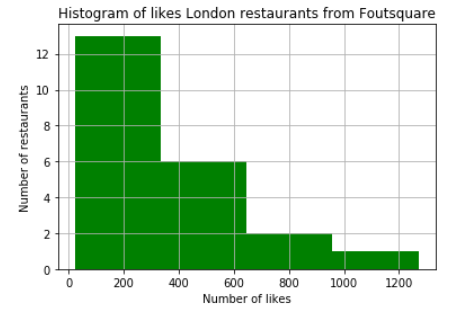 Histogram of likes London restaurants from Foutsquare
12
10
8
6
4
2
0
0 200 400 600 800 1000 1200
Number of restaurants
Number of likes